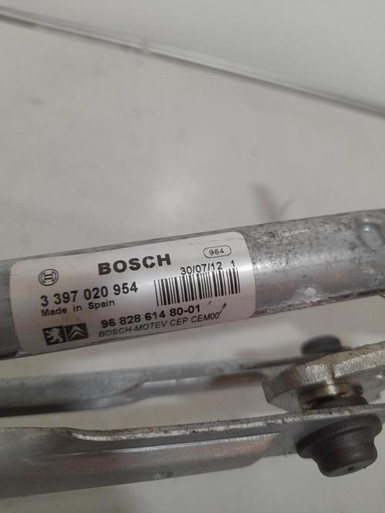 BOSCH
984
3 397 020 954
30/07/12 1
Made in Spain
96 828 614 80-01
BOSCH-MOTEV CEP CEM00